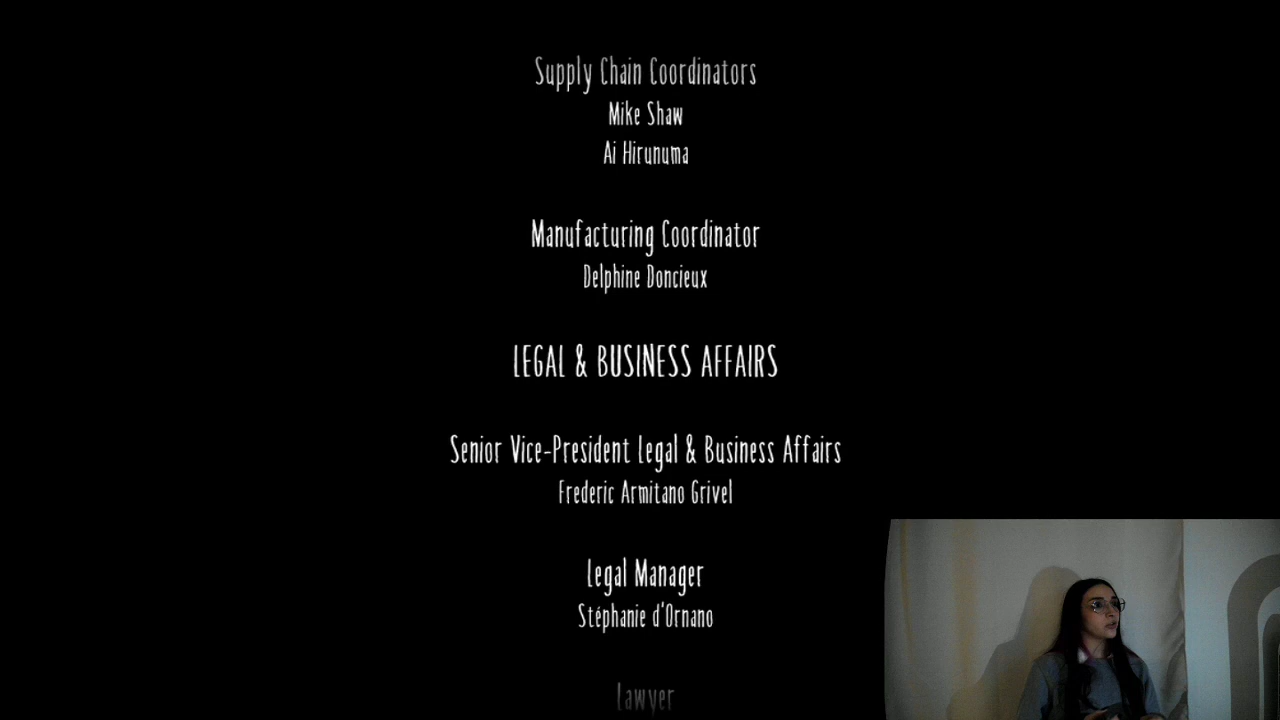 Supply Chain Coordinators
Mike Shaw
Ai Hirunuma
Manufacturing Coordinator
Delphine Doncieux
LEGAL & BUSINESS AFFAIRS
Senior Vice-President Legal & Business Affairs
Frederic Armitano Grivel
Legal Manager
Stéphanie d'Ornano
Lawyer